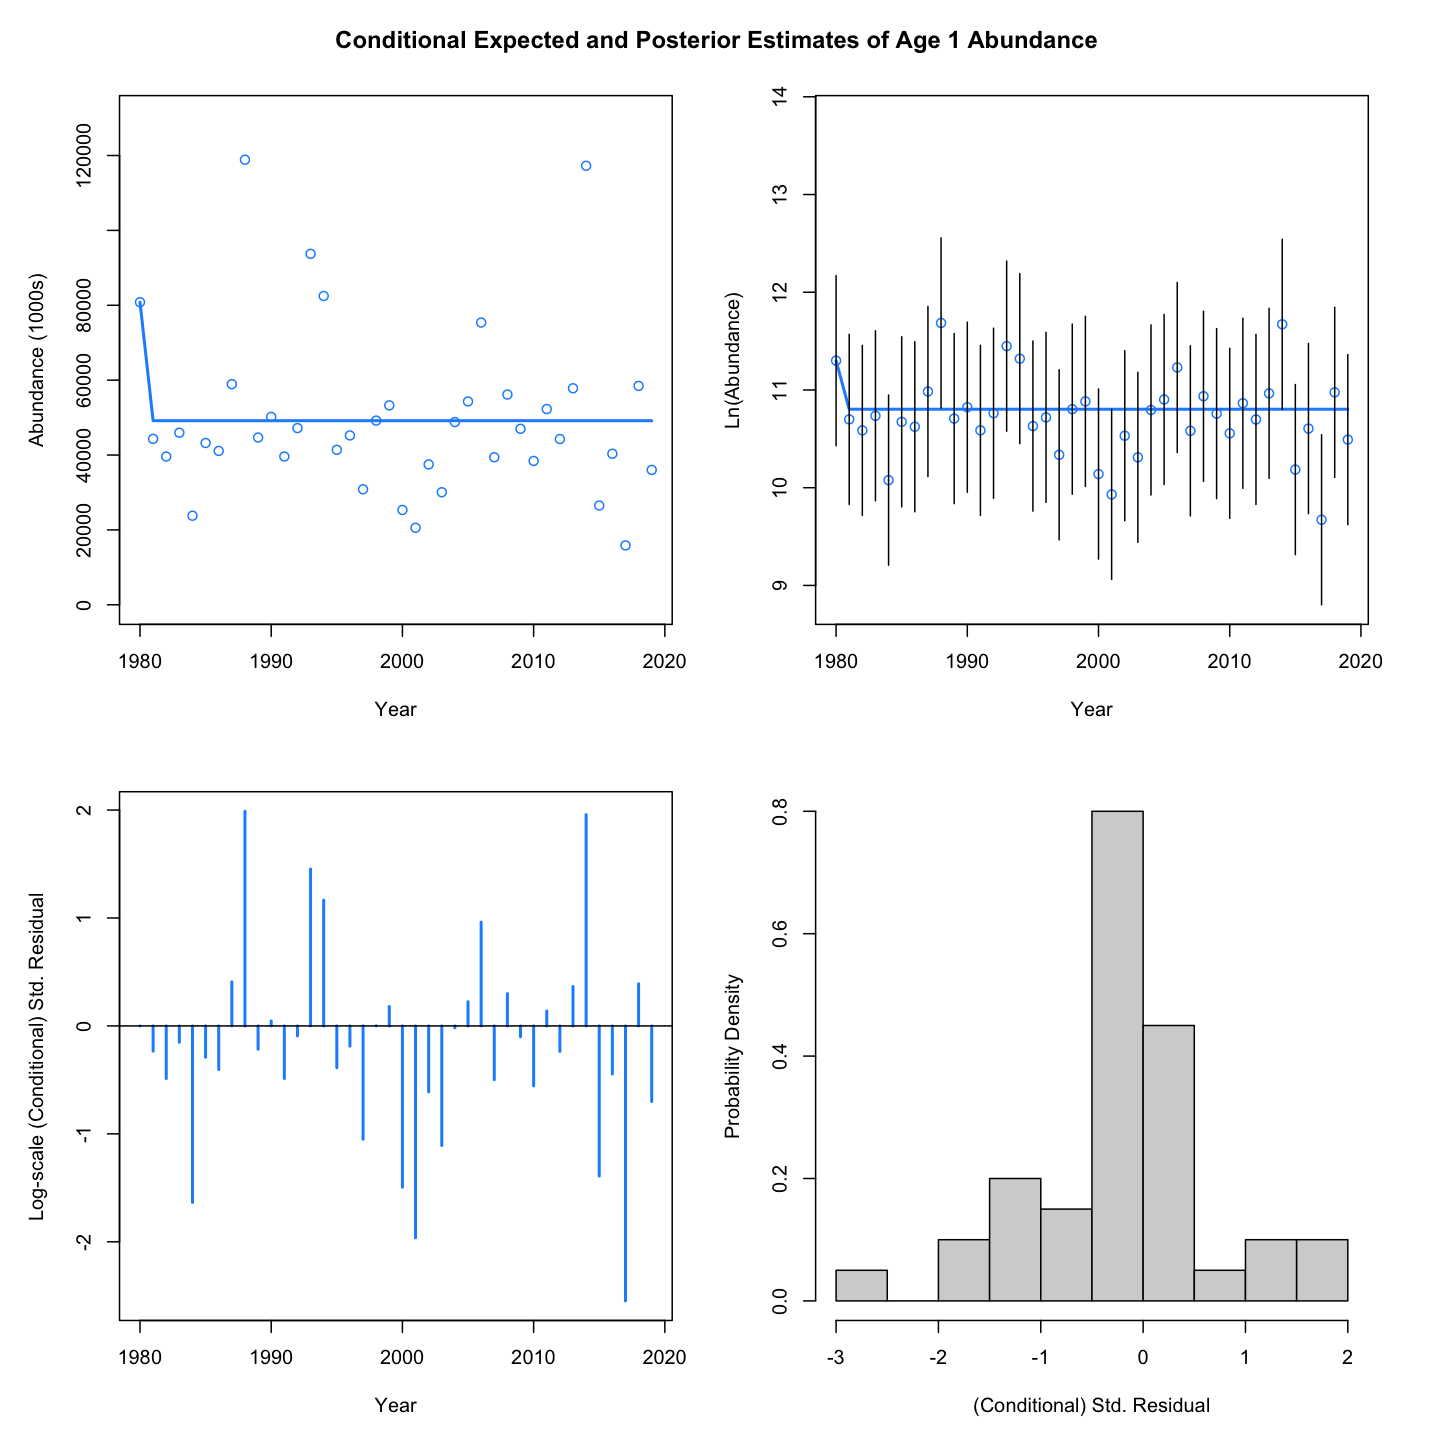 Conditional Expected and Posterior Estimates of Age 1 Abundance
Abundance (1000s)
0 20000 40000 60000 80000 120000
1980 1990 2000 2010 2020
Year
Ln(Abundance)
9 10 11 12 13 14
1980 1990 2000 2010 2020
Year
Log-scale (Conditional) Std. Residual
-2 -1 0 1 2
1980 1990 2000 2010 2020
Year
Probability Density
0.0 0.2 0.4 0.6 0.8
-3 -2 -1 0 1 2
(Conditional) Std. Residual